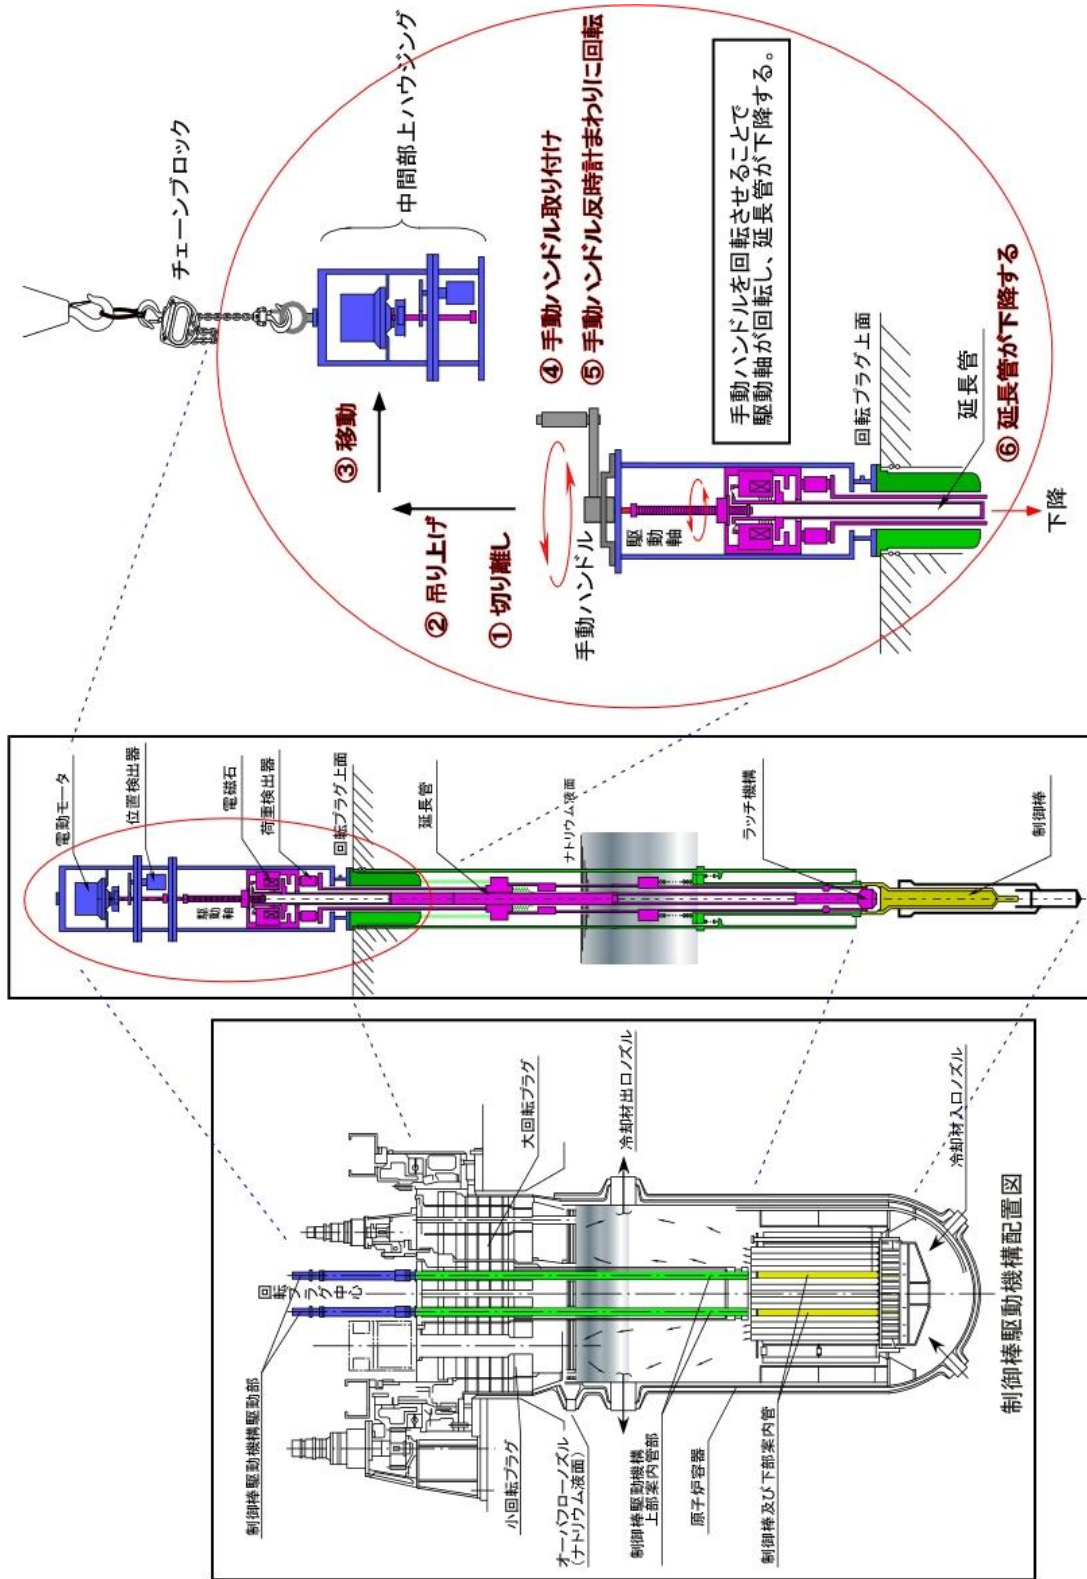 制御棒駆動機構駆動部
回転プラグ中心
小回転プラグ
大回転プラグ
オーバフローノズル
（ナトリウム液面）
冷却材出口ノズル
制御棒駆動機構
上部案内管部
原子炉容器
制御棒及び下部案内管
冷却材入口ノズル
制御棒駆動機構配置図
電動モータ
位置検出器
駆動軸
電磁石
荷重検出器
回転プラグ上面
延長管
ナトリウム液面
ラッチ機構
制御棒
チェーンブロック
中間部上ハウジング
③ 移動
② 吊り上げ
① 切り離し
④ 手動ハンドル取り付け
⑤ 手動ハンドル反時計まわりに回転
手動ハンドル
駆動軸
手動ハンドルを回転させることで
駆動軸が回転し、延長管が下降する。
回転プラグ上面
延長管
⑥ 延長管が下降する
下降